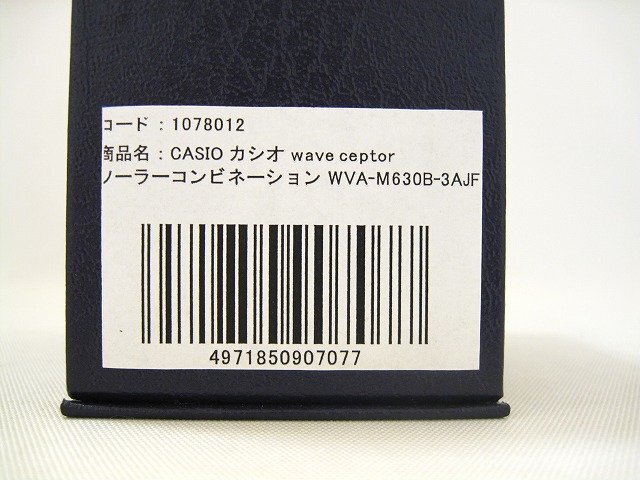 コード : 1078012
商品名 : CASIO カシオ wave ceptor
ソーラーコンビネーション WVA-M630B-3AJF
4971850907077